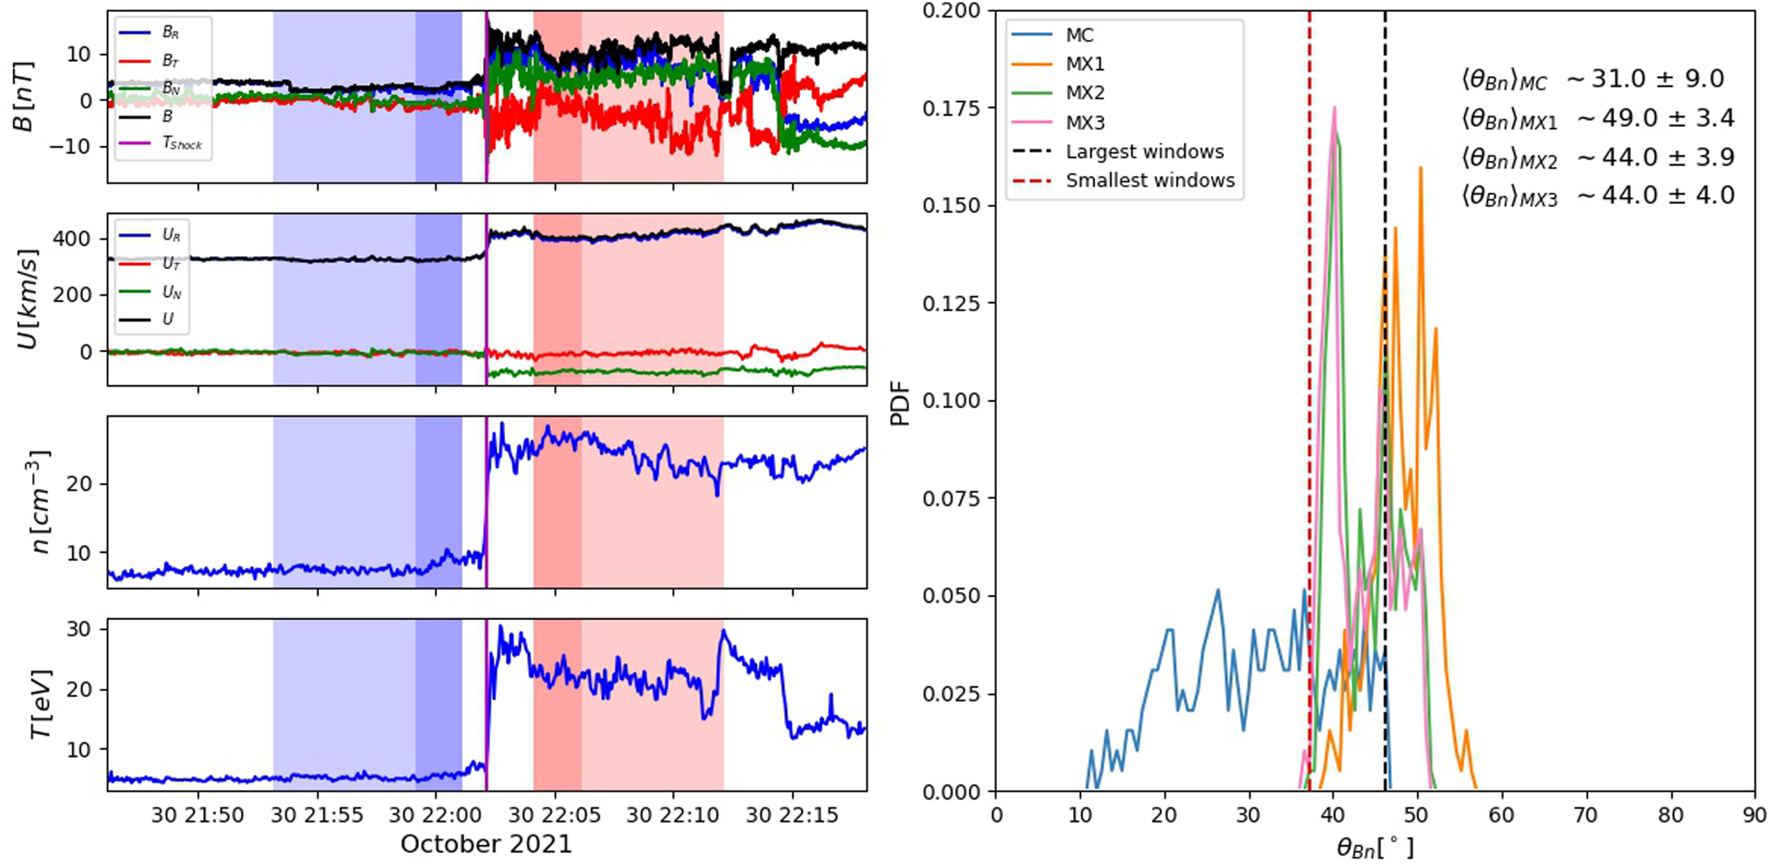 B [nT]
10
0
−10
B_R
B_T
B_N
B
T_Shock
U [km/s]
400
200
0
U_R
U_T
U_N
U
n [cm⁻³]
20
10
T [eV]
30
20
10
30 21:50 30 21:55 30 22:00 30 22:05 30 22:10 30 22:15
October 2021
PDF
0.200
0.175
0.150
0.125
0.100
0.075
0.050
0.025
0.000
MC
MX1
MX2
MX3
Largest windows
Smallest windows
⟨θ_Bn⟩_MC ~ 31.0 ± 9.0
⟨θ_Bn⟩_MX1 ~ 49.0 ± 3.4
⟨θ_Bn⟩_MX2 ~ 44.0 ± 3.9
⟨θ_Bn⟩_MX3 ~ 44.0 ± 4.0
0 10 20 30 40 50 60 70 80 90
θ_Bn[°]